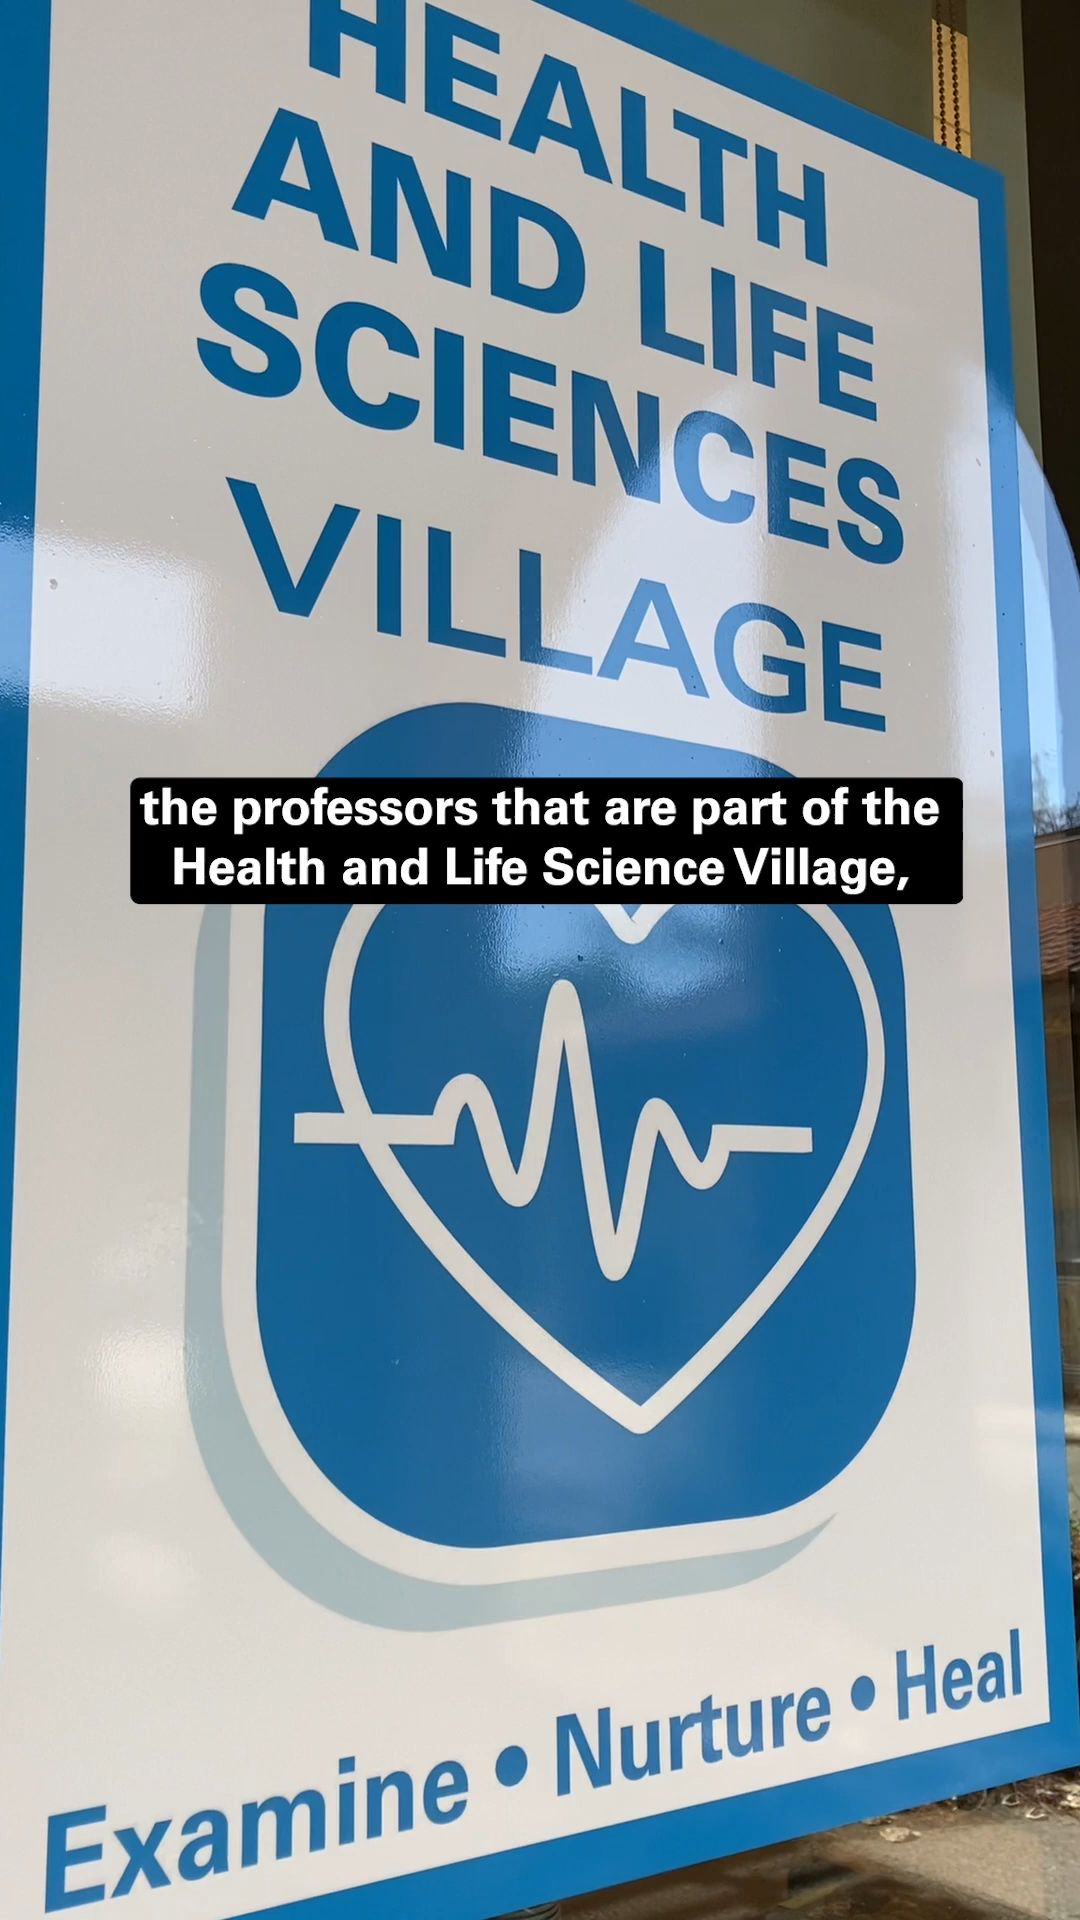 HEALTH
AND LIFE
SCIENCES
VILLAGE
the professors that are part of the
Health and Life Science Village,
Examine • Nurture • Heal